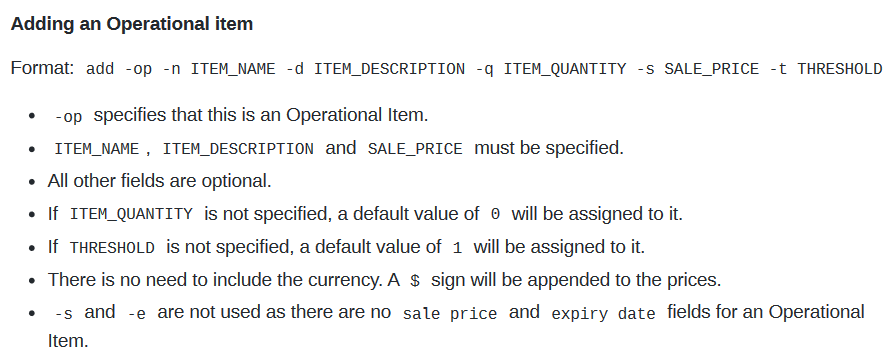 Adding an Operational item
Format: add -op -n ITEM_NAME -d ITEM_DESCRIPTION -q ITEM_QUANTITY -s SALE_PRICE -t THRESHOLD
• -op specifies that this is an Operational Item.
• ITEM_NAME , ITEM_DESCRIPTION and SALE_PRICE must be specified.
• All other fields are optional.
• If ITEM_QUANTITY is not specified, a default value of 0 will be assigned to it.
• If THRESHOLD is not specified, a default value of 1 will be assigned to it.
• There is no need to include the currency. A $ sign will be appended to the prices.
• -s and -e are not used as there are no sale price and expiry date fields for an Operational
Item.